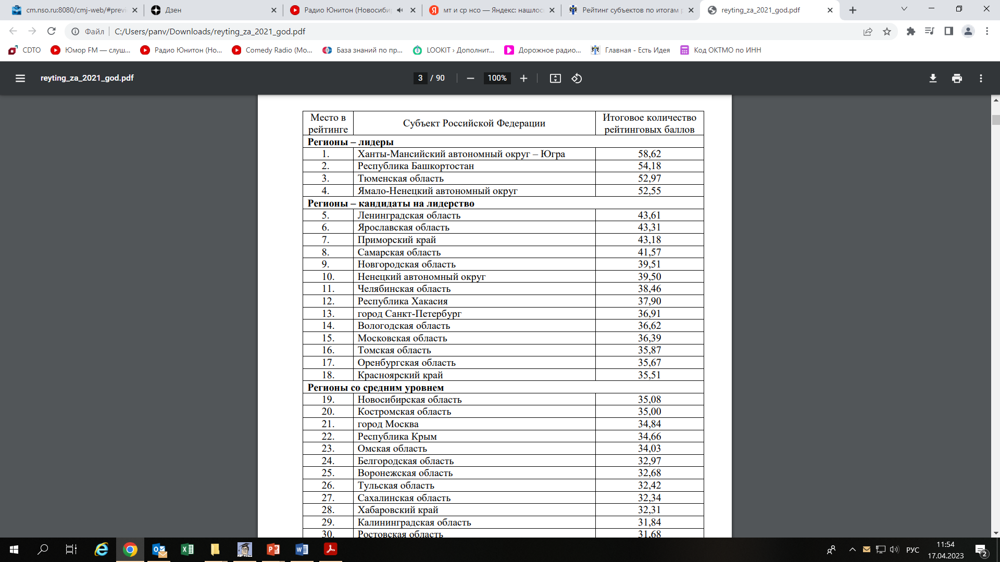 cm.nso.ru:8080/cmj-web/#previ
Дзен
Радио Юнитон (Новосиби
мт и ср нсо — Яндекс: нашлос
Рейтинг субъектов по итогам р
reyting_za_2021_god.pdf
Файл
C:/Users/panv/Downloads/reyting_za_2021_god.pdf
CDTO
Юмор FM — слуш...
Радио Юнитон (Но...
Comedy Radio (Мо...
База знаний по пр...
LOOKIT › Дополнит...
Дорожное радио...
Главная - Есть Идея
Код ОКТМО по ИНН
reyting_za_2021_god.pdf
3 / 90
100%
Место в рейтинге Субъект Российской Федерации Итоговое количество рейтинговых баллов
Регионы – лидеры
1. Ханты-Мансийский автономный округ – Югра 58,62
2. Республика Башкортостан 54,18
3. Тюменская область 52,97
4. Ямало-Ненецкий автономный округ 52,55
Регионы – кандидаты на лидерство
5. Ленинградская область 43,61
6. Ярославская область 43,31
7. Приморский край 43,18
8. Самарская область 41,57
9. Новгородская область 39,51
10. Ненецкий автономный округ 39,50
11. Челябинская область 38,46
12. Республика Хакасия 37,90
13. город Санкт-Петербург 36,91
14. Вологодская область 36,62
15. Московская область 36,39
16. Томская область 35,87
17. Оренбургская область 35,67
18. Красноярский край 35,51
Регионы со средним уровнем
19. Новосибирская область 35,08
20. Костромская область 35,00
21. город Москва 34,84
22. Республика Крым 34,66
23. Омская область 34,03
24. Белгородская область 32,97
25. Воронежская область 32,68
26. Тульская область 32,42
27. Сахалинская область 32,34
28. Хабаровский край 32,31
29. Калининградская область 31,84
30. Ростовская область 31,68
РУС
11:54
17.04.2023
2